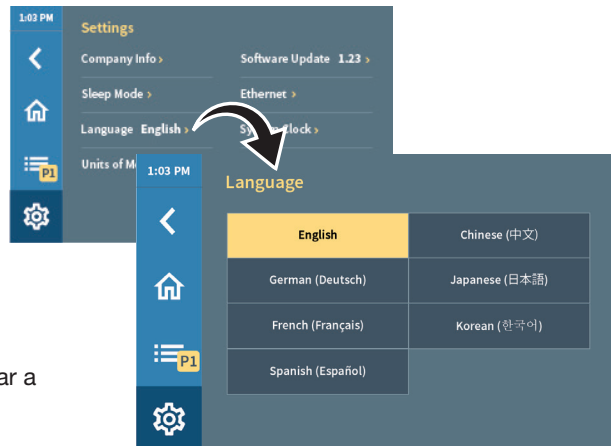 1:03 PM
Settings
Company Info >
Software Update 1.23 >
Sleep Mode >
Ethernet >
Language English >
Clock >
Units of
P1
1:03 PM
Language
English
Chinese (中文)
German (Deutsch)
Japanese (日本語)
French (Français)
Korean (한국어)
Spanish (Español)
P1
ar a